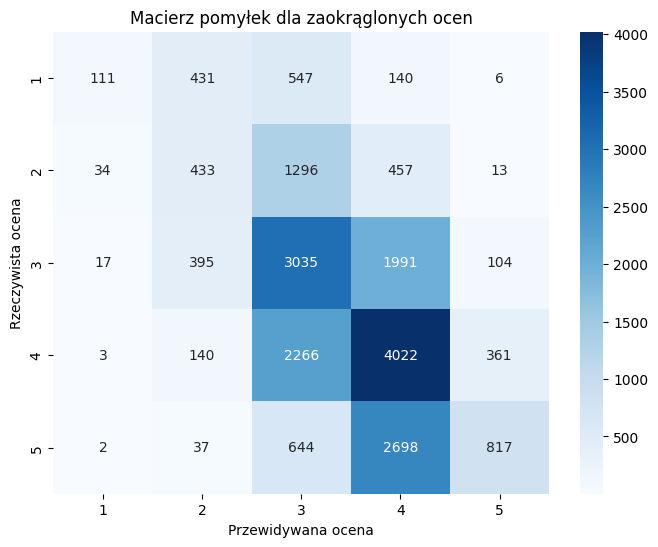 Macierz pomyłek dla zaokrąglonych ocen
1 111 431 547 140 6
2 34 433 1296 457 13
3 17 395 3035 1991 104
4 3 140 2266 4022 361
5 2 37 644 2698 817
1 2 3 4 5
Rzeczywista ocena
Przewidywana ocena
4000
3500
3000
2500
2000
1500
1000
500